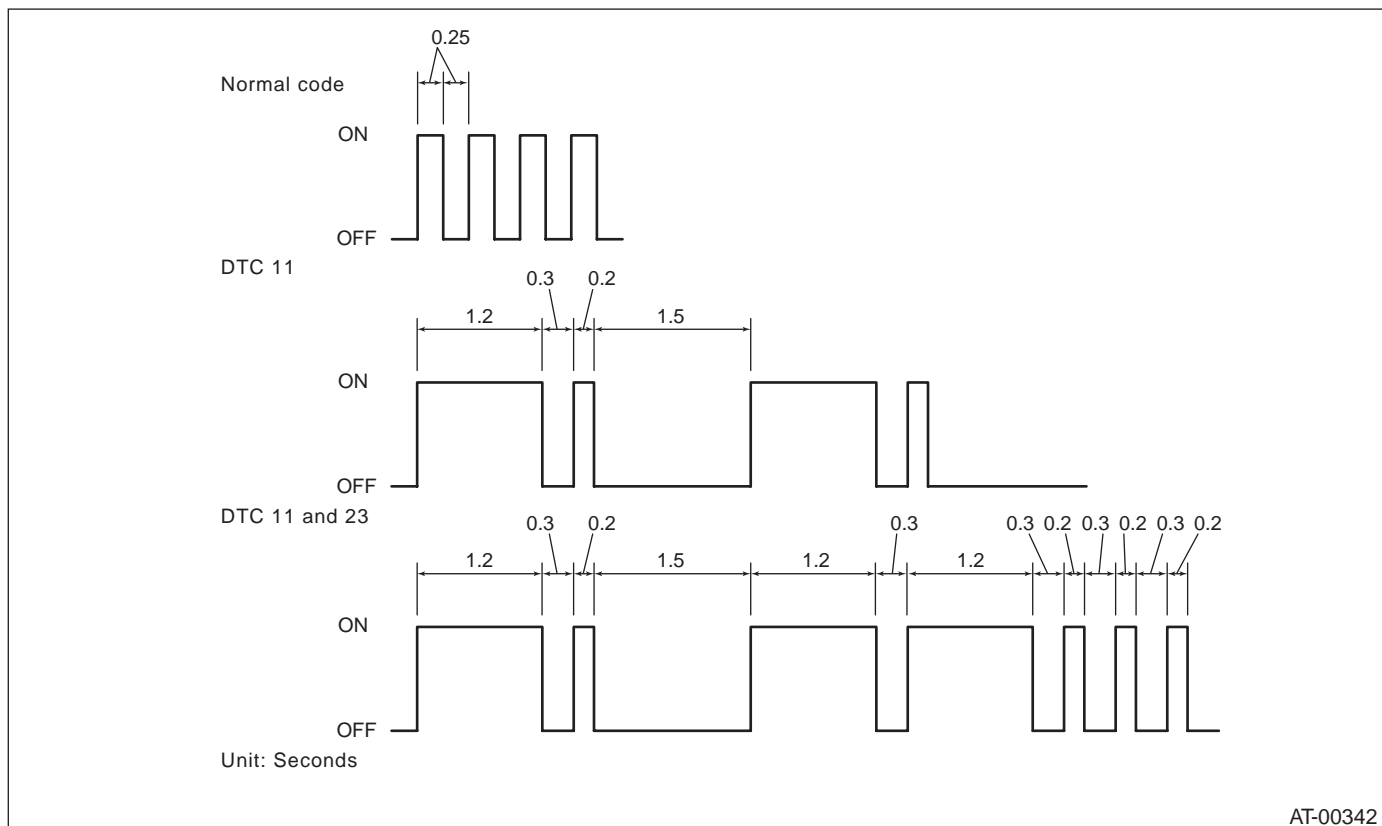 0.25
Normal code
ON
OFF
DTC 11
0.3 0.2
1.2 1.5
ON
OFF
DTC 11 and 23
0.3 0.2 0.3 0.3 0.2 0.3 0.2 0.3 0.2
1.2 1.5 1.2 1.2
ON
OFF
Unit: Seconds
AT-00342